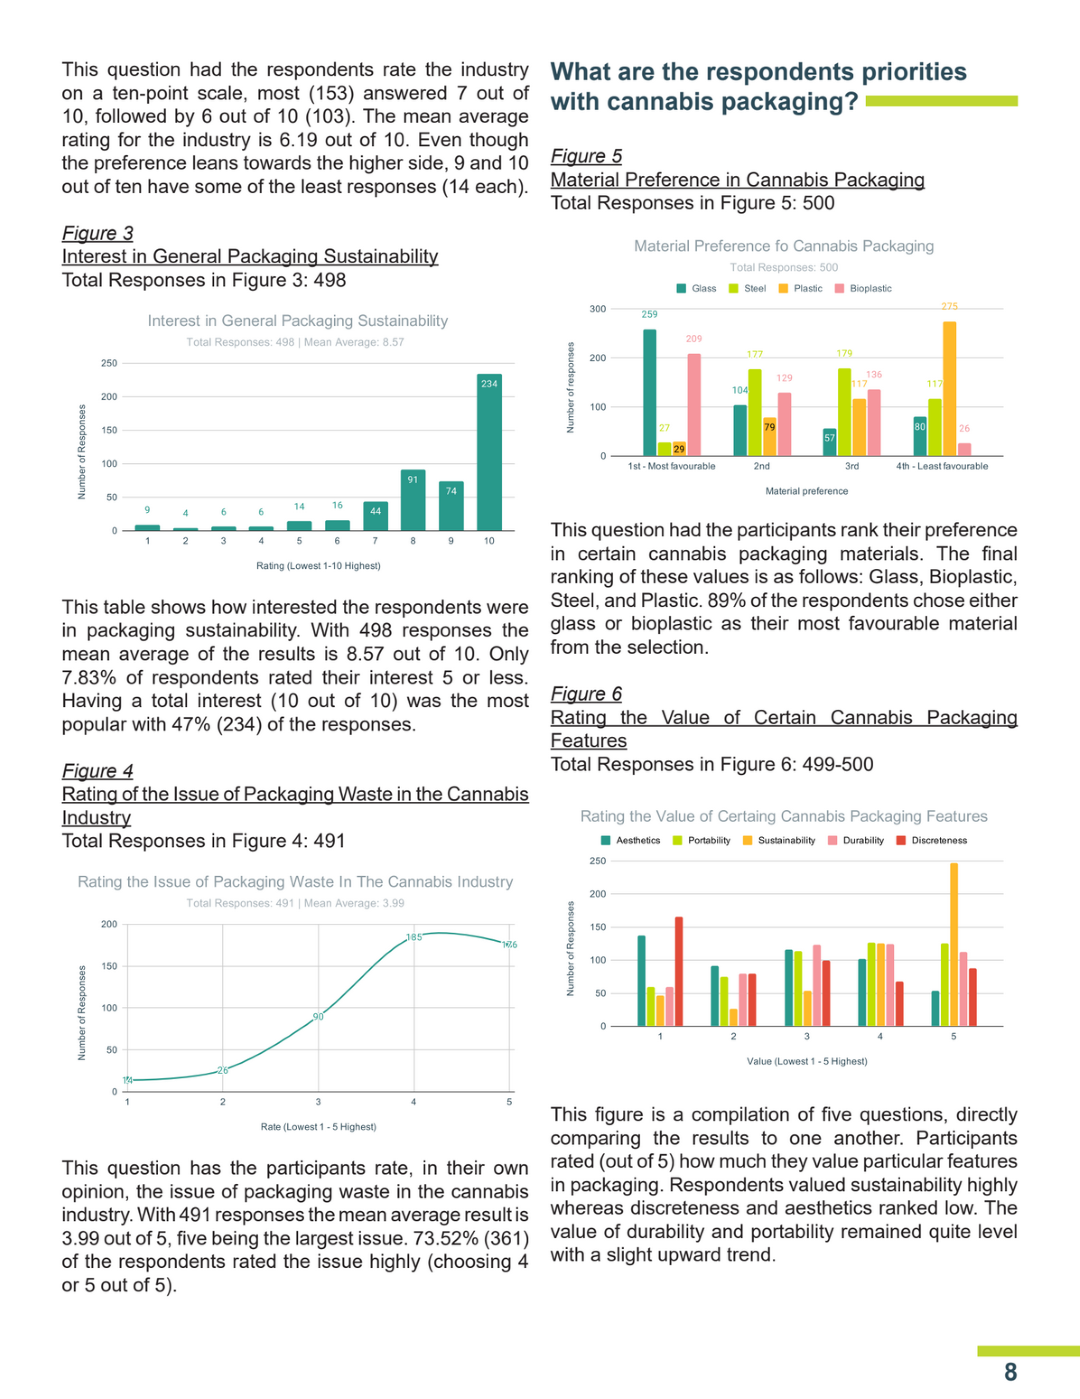 This question had the respondents rate the industry
on a ten-point scale, most (153) answered 7 out of
10, followed by 6 out of 10 (103). The mean average
rating for the industry is 6.19 out of 10. Even though
the preference leans towards the higher side, 9 and 10
out of ten have some of the least responses (14 each).
Figure 3
Interest in General Packaging Sustainability
Total Responses in Figure 3: 498
Interest in General Packaging Sustainability
Total Responses: 498 | Mean Average: 8.57
Number of Responses
250
200
150
100
50
0
9
4
6
6
14
16
44
91
74
234
1 2 3 4 5 6 7 8 9 10
Rating (Lowest 1-10 Highest)
This table shows how interested the respondents were
in packaging sustainability. With 498 responses the
mean average of the results is 8.57 out of 10. Only
7.83% of respondents rated their interest 5 or less.
Having a total interest (10 out of 10) was the most
popular with 47% (234) of the responses.
Figure 4
Rating of the Issue of Packaging Waste in the Cannabis
Industry
Total Responses in Figure 4: 491
Rating the Issue of Packaging Waste In The Cannabis Industry
Total Responses: 491 | Mean Average: 3.99
Number of Responses
200
150
100
50
0
14
26
90
185
176
1 2 3 4 5
Rate (Lowest 1 - 5 Highest)
This question has the participants rate, in their own
opinion, the issue of packaging waste in the cannabis
industry. With 491 responses the mean average result is
3.99 out of 5, five being the largest issue. 73.52% (361)
of the respondents rated the issue highly (choosing 4
or 5 out of 5).
What are the respondents priorities
with cannabis packaging?
Figure 5
Material Preference in Cannabis Packaging
Total Responses in Figure 5: 500
Material Preference fo Cannabis Packaging
Total Responses: 500
Glass Steel Plastic Bioplastic
Number of responses
300
200
100
0
259
27
29
209
104
177
79
129
57
179
117
136
80
117
275
26
1st - Most favourable 2nd 3rd 4th - Least favourable
Material preference
This question had the participants rank their preference
in certain cannabis packaging materials. The final
ranking of these values is as follows: Glass, Bioplastic,
Steel, and Plastic. 89% of the respondents chose either
glass or bioplastic as their most favourable material
from the selection.
Figure 6
Rating the Value of Certain Cannabis Packaging
Features
Total Responses in Figure 6: 499-500
Rating the Value of Certaing Cannabis Packaging Features
Aesthetics Portability Sustainability Durability Discreteness
Number of Responses
250
200
150
100
50
0
1 2 3 4 5
Value (Lowest 1 - 5 Highest)
This figure is a compilation of five questions, directly
comparing the results to one another. Participants
rated (out of 5) how much they value particular features
in packaging. Respondents valued sustainability highly
whereas discreteness and aesthetics ranked low. The
value of durability and portability remained quite level
with a slight upward trend.
8